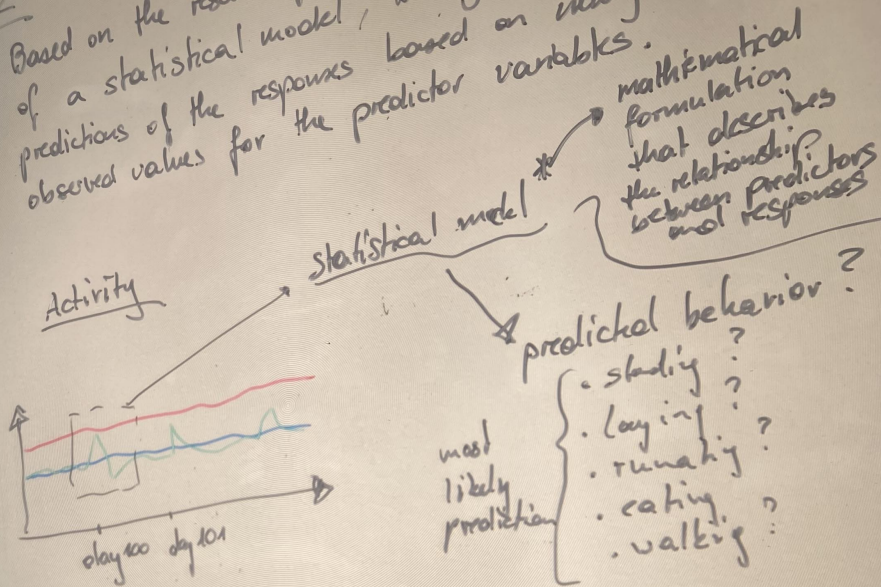 Based on the
of a statistical model,
predictions of the responses based on
observed values for the predictor variables.
*
mathematical
formulation
that describes
the relationship?
between predictors
and responses
statistical model
Activity
predicted behavior ?
. standing ?
. laying ?
. running ?
. eating
. walking ?
most
likely
prediction
day 100 day 101